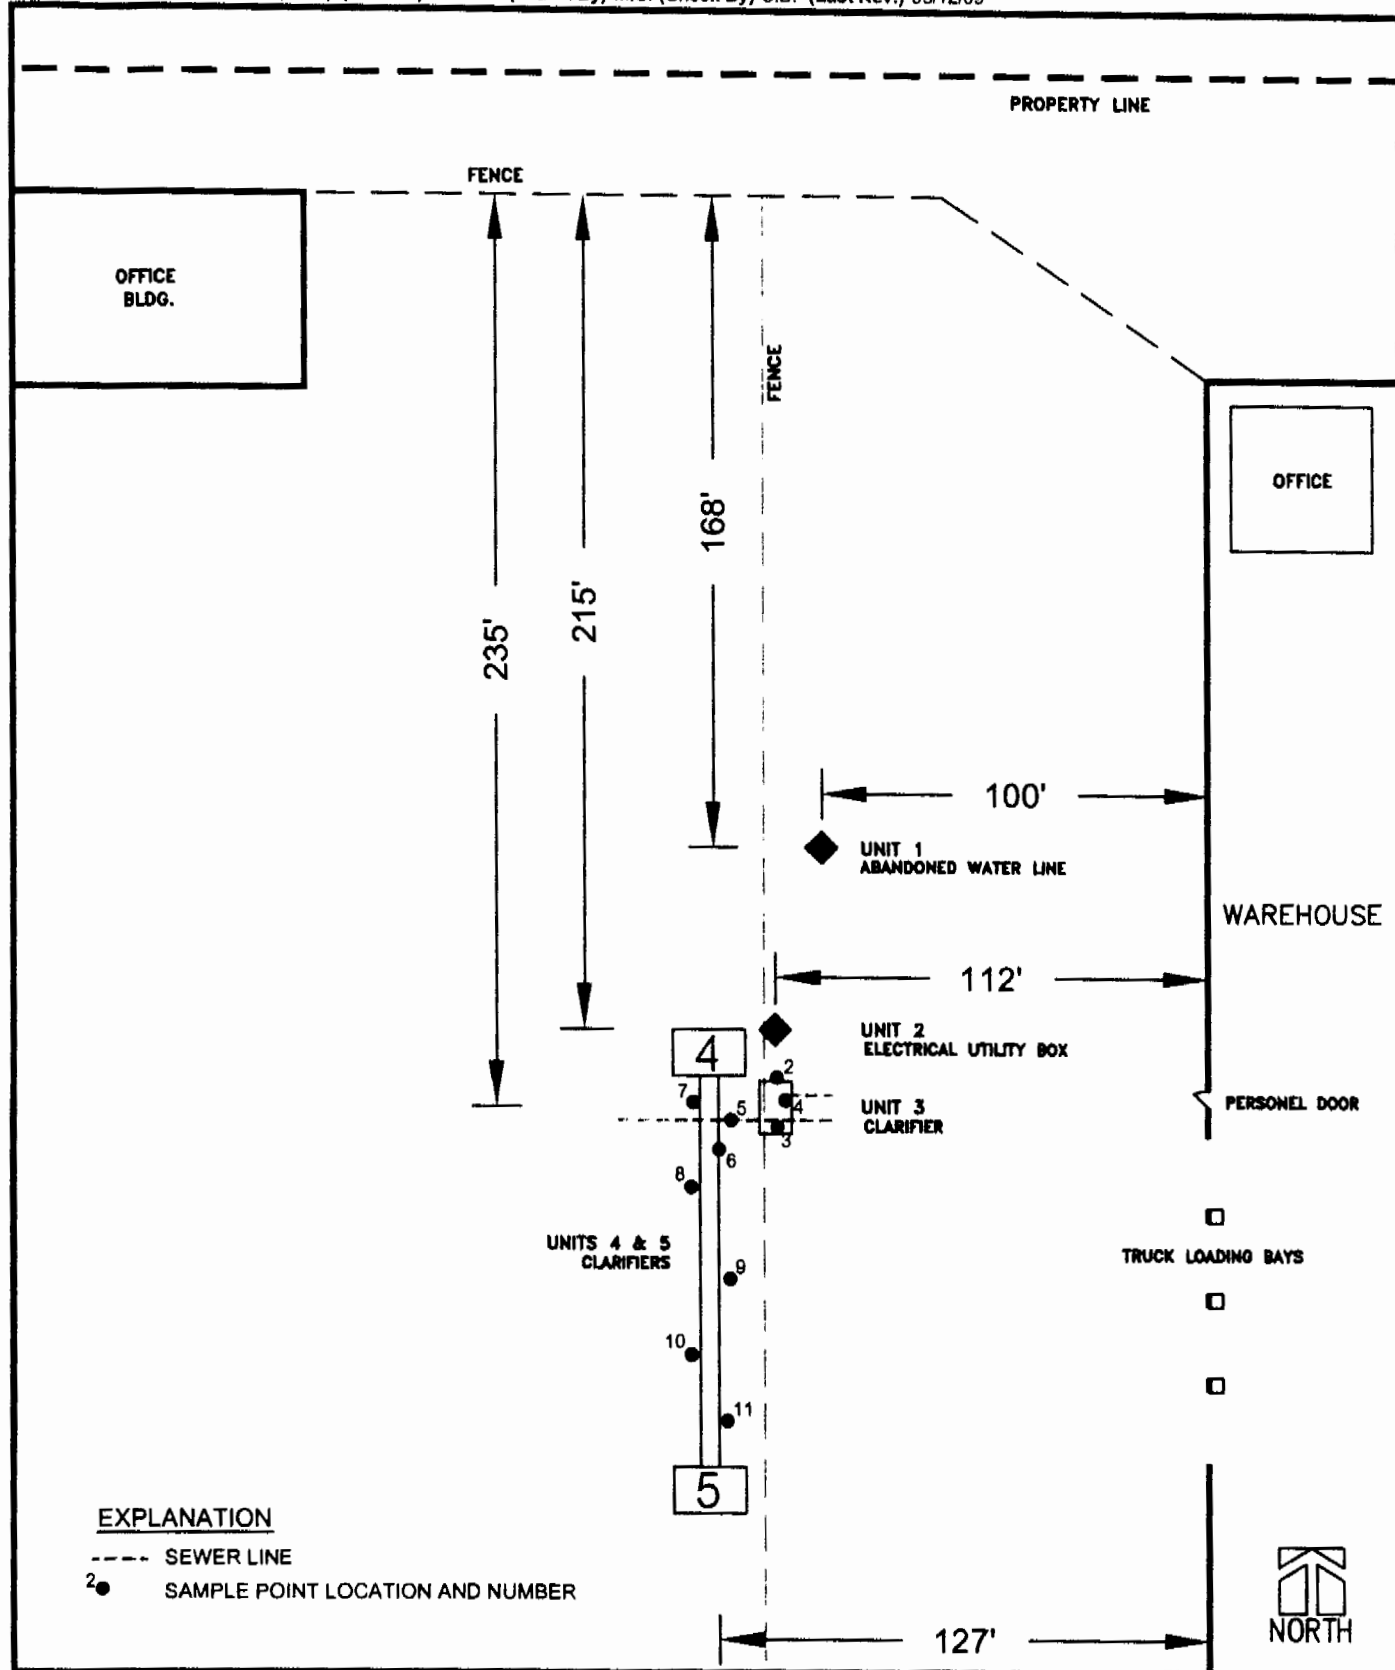 PROPERTY LINE
FENCE
OFFICE
BLDG.
FENCE
OFFICE
168'
215'
235'
100'
UNIT 1
ABANDONED WATER LINE
WAREHOUSE
112'
UNIT 2
ELECTRICAL UTILITY BOX
4
2
7
4
5
UNIT 3
CLARIFIER
3
PERSONEL DOOR
6
8
UNITS 4 & 5
CLARIFIERS
TRUCK LOADING BAYS
9
10
11
5
EXPLANATION
SEWER LINE
2 SAMPLE POINT LOCATION AND NUMBER
127'
NORTH